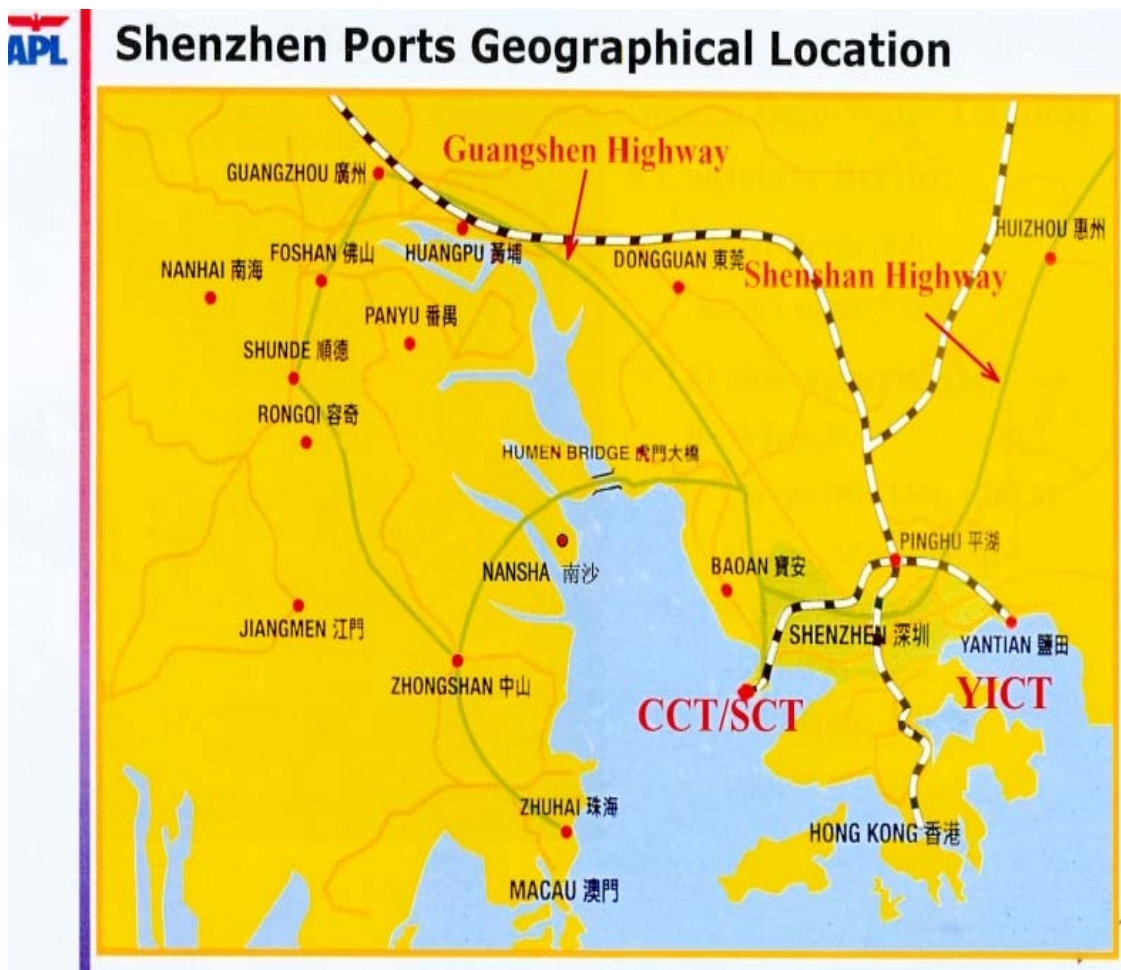 APL
Shenzhen Ports Geographical Location
Guangshen Highway
GUANGZHOU 廣州
HUIZHOU 惠州
FOSHAN 佛山
HUANGPU 黃埔
DONGGUAN 東莞
NANHAI 南海
Shenshan Highway
PANYU 番禺
SHUNDE 順德
RONGQI 容奇
HUMEN BRIDGE 虎門大橋
PINGHU 平湖
BAOAN 寶安
NANSHA 南沙
JIANGMEN 江門
SHENZHEN 深圳
YANTIAN 鹽田
ZHONGSHAN 中山
YICT
CCT/SCT
ZHUHAI 珠海
HONG KONG 香港
MACAU 澳門